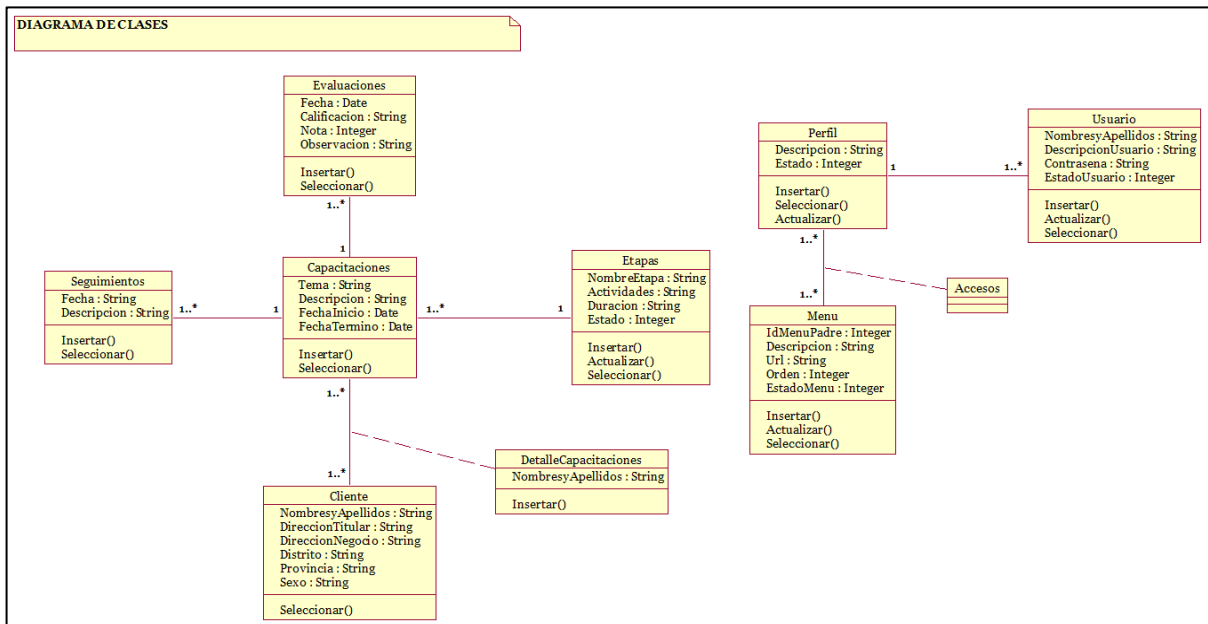 DIAGRAMA DE CLASES
Evaluaciones
Fecha : Date
Calificacion : String
Nota : Integer
Observacion : String
Insertar()
Seleccionar()
1..*
1
Seguimientos
Fecha : String
Descripcion : String
Insertar()
Seleccionar()
1..*
1
Capacitaciones
Tema : String
Descripcion : String
FechaInicio : Date
FechaTermino : Date
Insertar()
Seleccionar()
1..*
1
Etapas
NombreEtapa : String
Actividades : String
Duracion : String
Estado : Integer
Insertar()
Actualizar()
Seleccionar()
1..*
1..*
DetalleCapacitaciones
NombresyApellidos : String
Insertar()
Cliente
NombresyApellidos : String
DireccionTitular : String
DireccionNegocio : String
Distrito : String
Provincia : String
Sexo : String
Seleccionar()
Perfil
Descripcion : String
Estado : Integer
Insertar()
Seleccionar()
Actualizar()
1
1..*
Usuario
NombresyApellidos : String
DescripcionUsuario : String
Contrasena : String
EstadoUsuario : Integer
Insertar()
Actualizar()
Seleccionar()
1..*
1..*
Accesos
Menu
IdMenuPadre : Integer
Descripcion : String
Url : String
Orden : Integer
EstadoMenu : Integer
Insertar()
Actualizar()
Seleccionar()